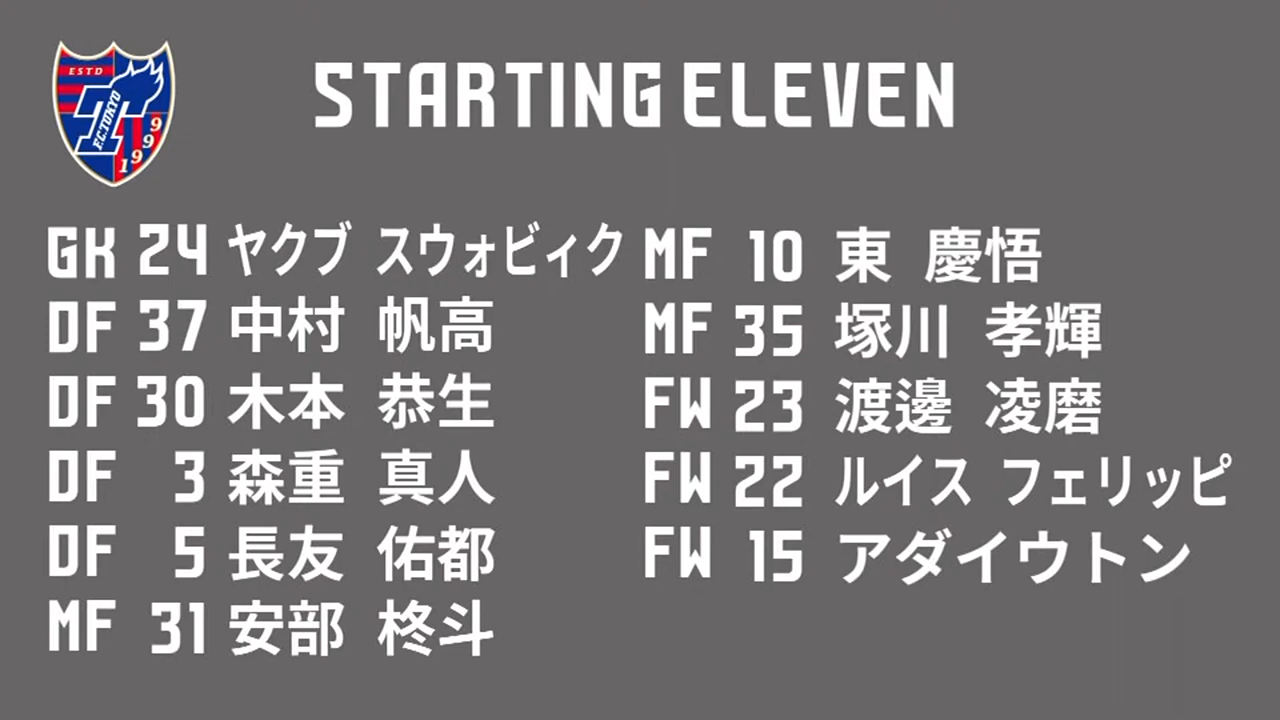 ESTD
F.C.TOKYO
1999
STARTING ELEVEN
GK 24 ヤクブ スウォビィク
DF 37 中村 帆高
DF 30 木本 恭生
DF 3 森重 真人
DF 5 長友 佑都
MF 31 安部 柊斗
MF 10 東 慶悟
MF 35 塚川 孝輝
FW 23 渡邊 凌磨
FW 22 ルイス フェリッピ
FW 15 アダイウトン